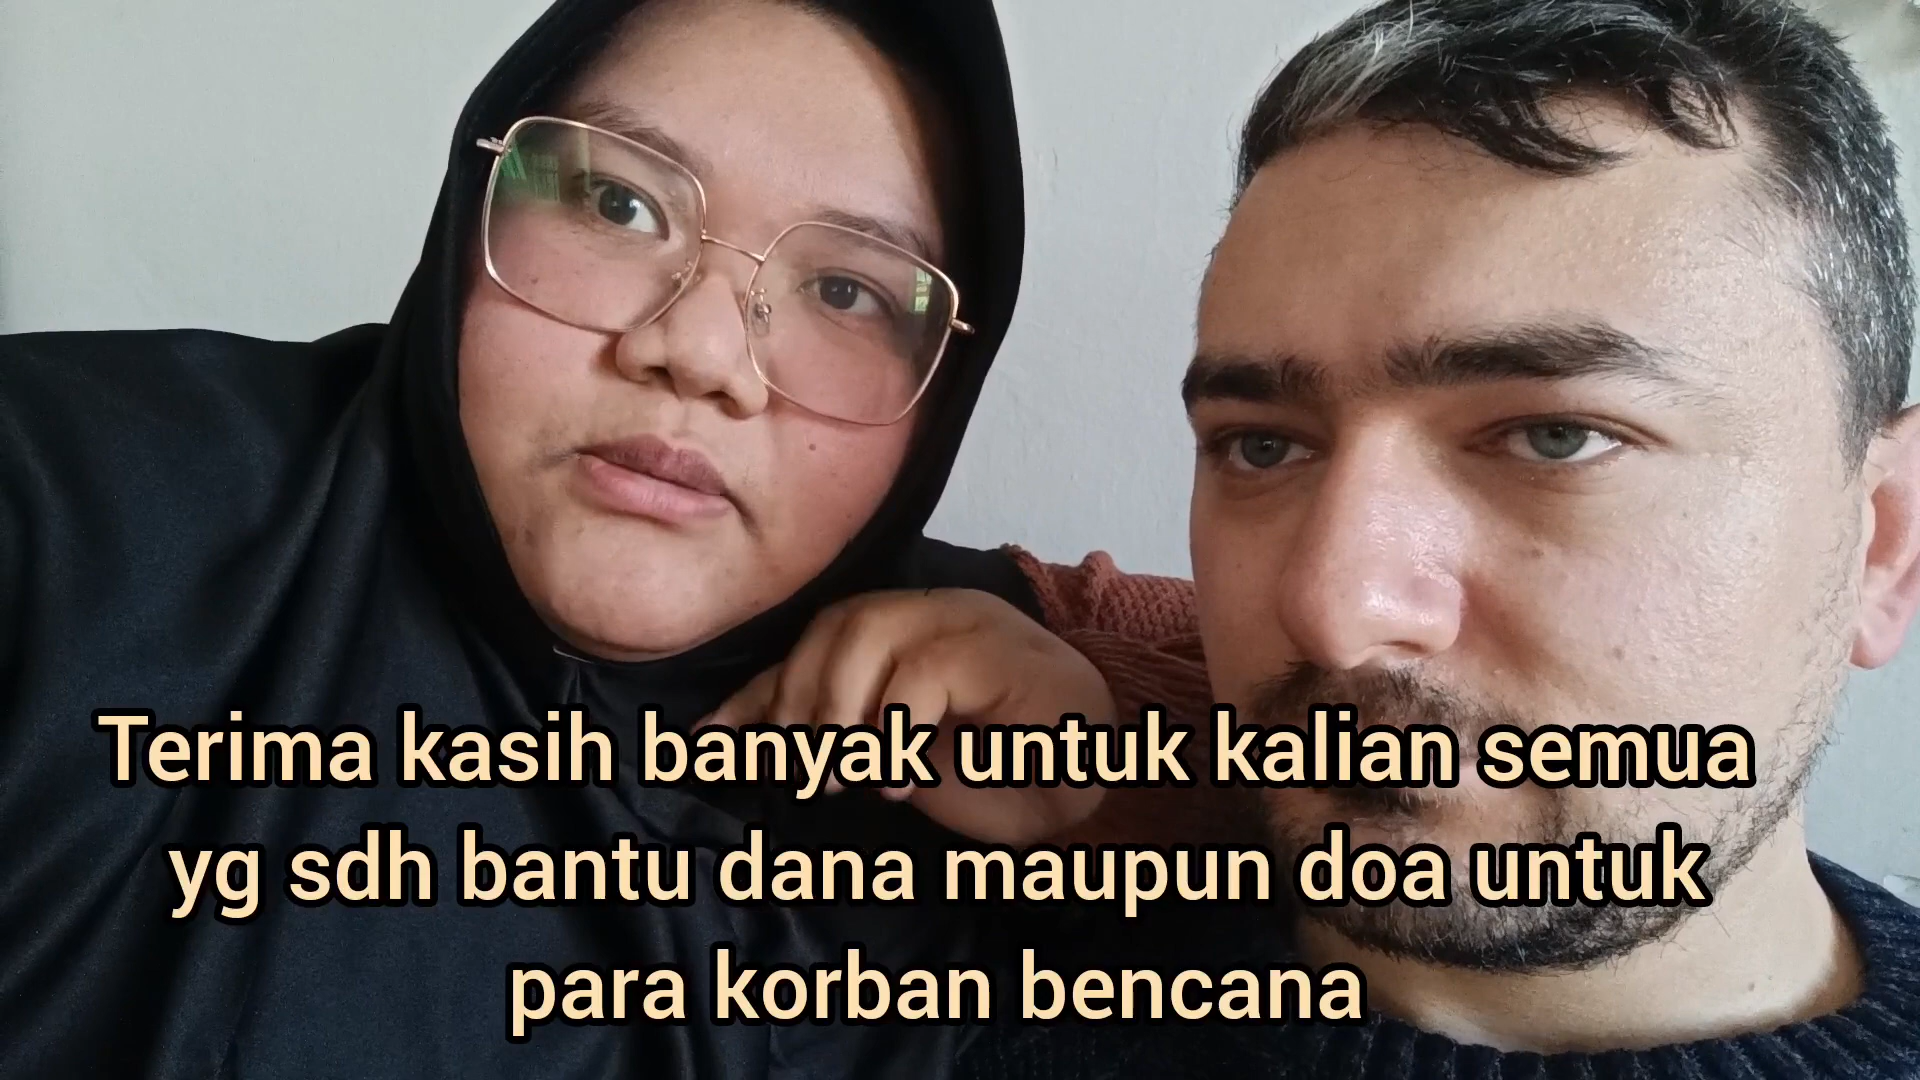 Terima kasih banyak untuk kalian semua
yg sdh bantu dana maupun doa untuk
para korban bencana